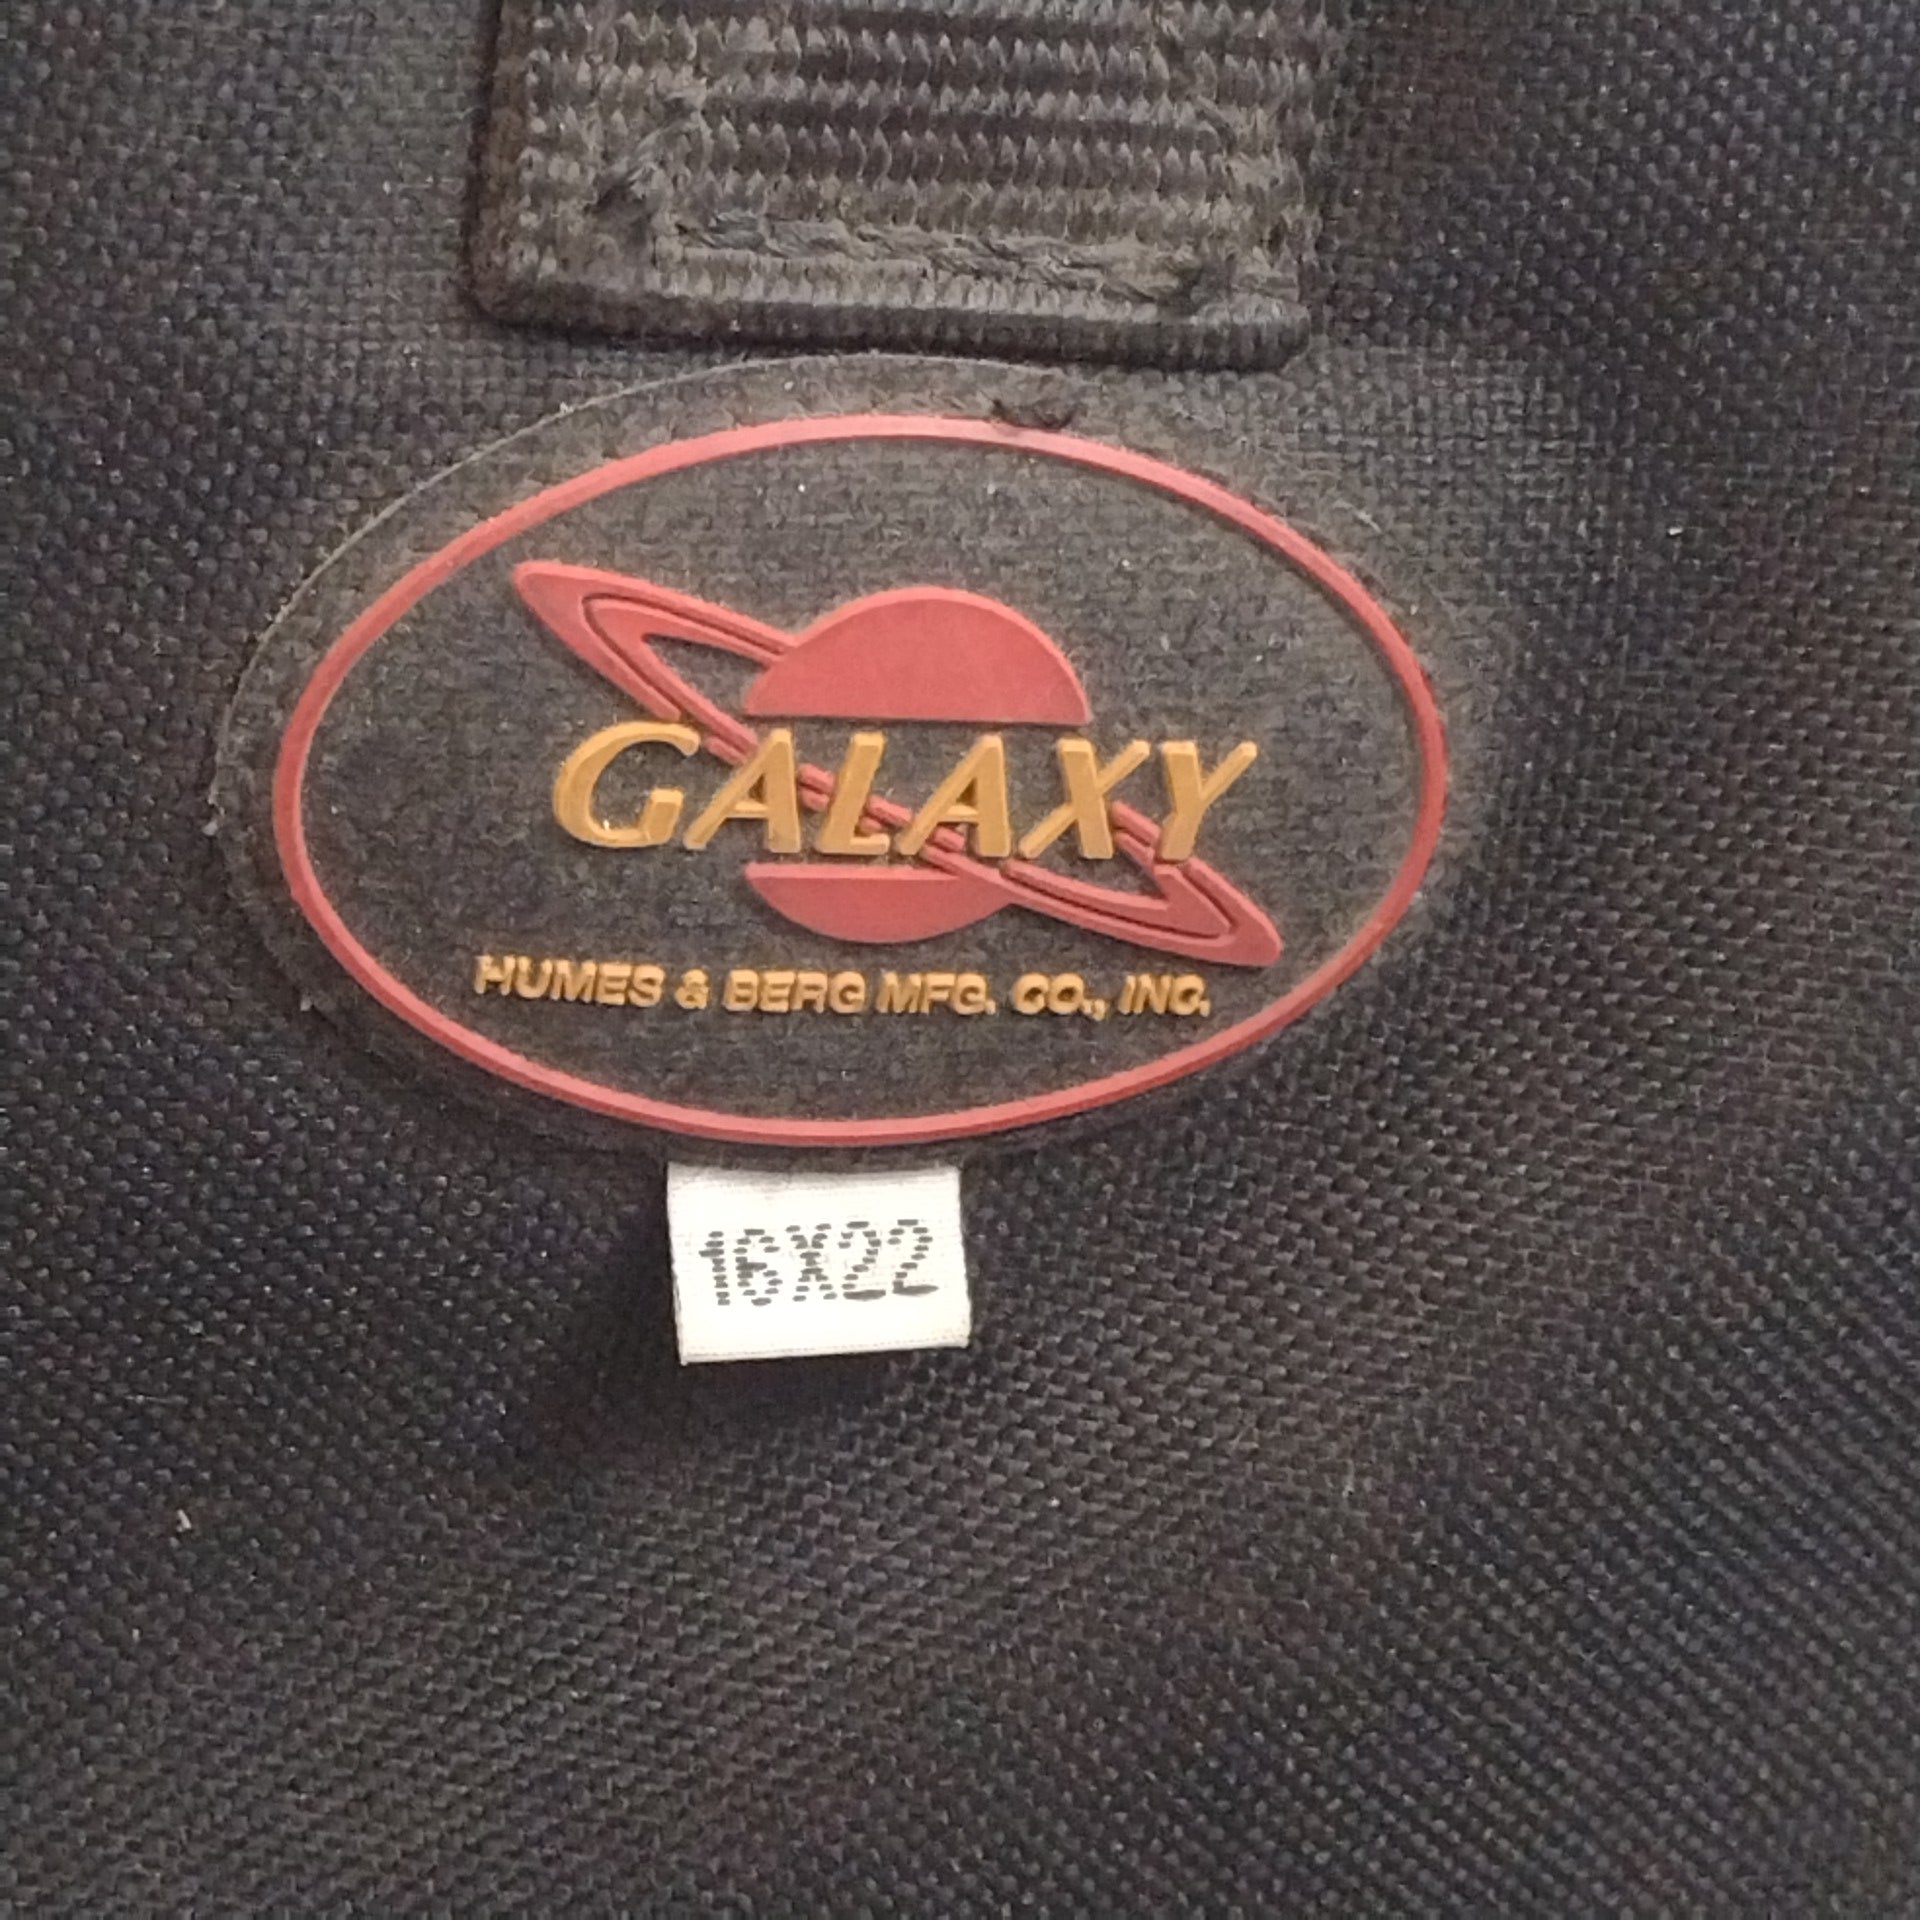 GALAXY
HUMES & BERG MFG. CO., INC.
16X22